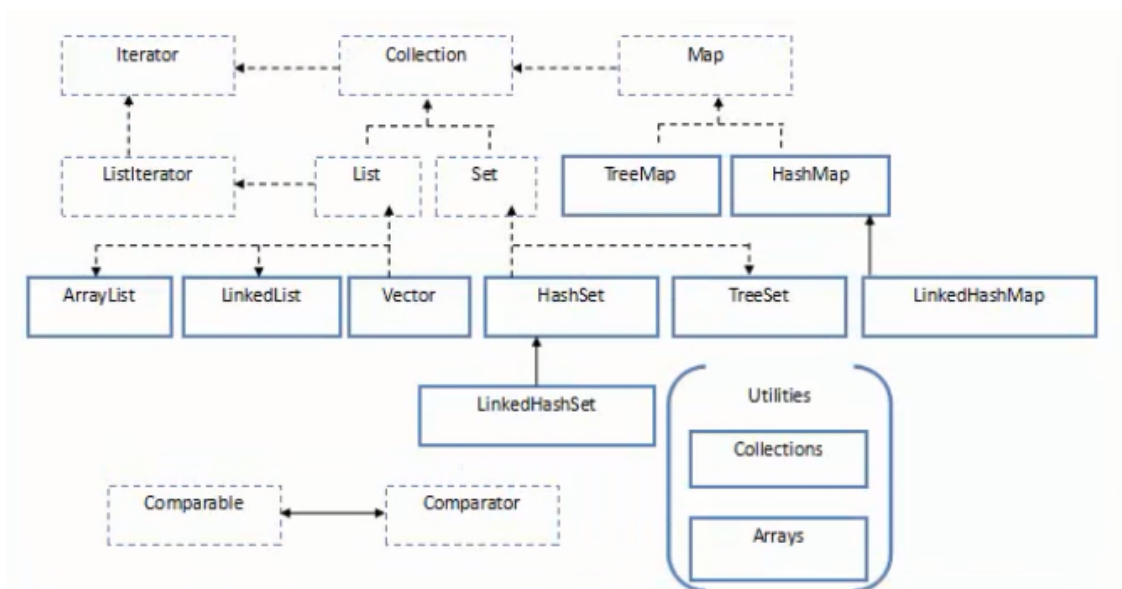 Iterator
Collection
Map
ListIterator
List
Set
TreeMap
HashMap
ArrayList
LinkedList
Vector
HashSet
TreeSet
LinkedHashMap
LinkedHashSet
Utilities
Collections
Arrays
Comparable
Comparator